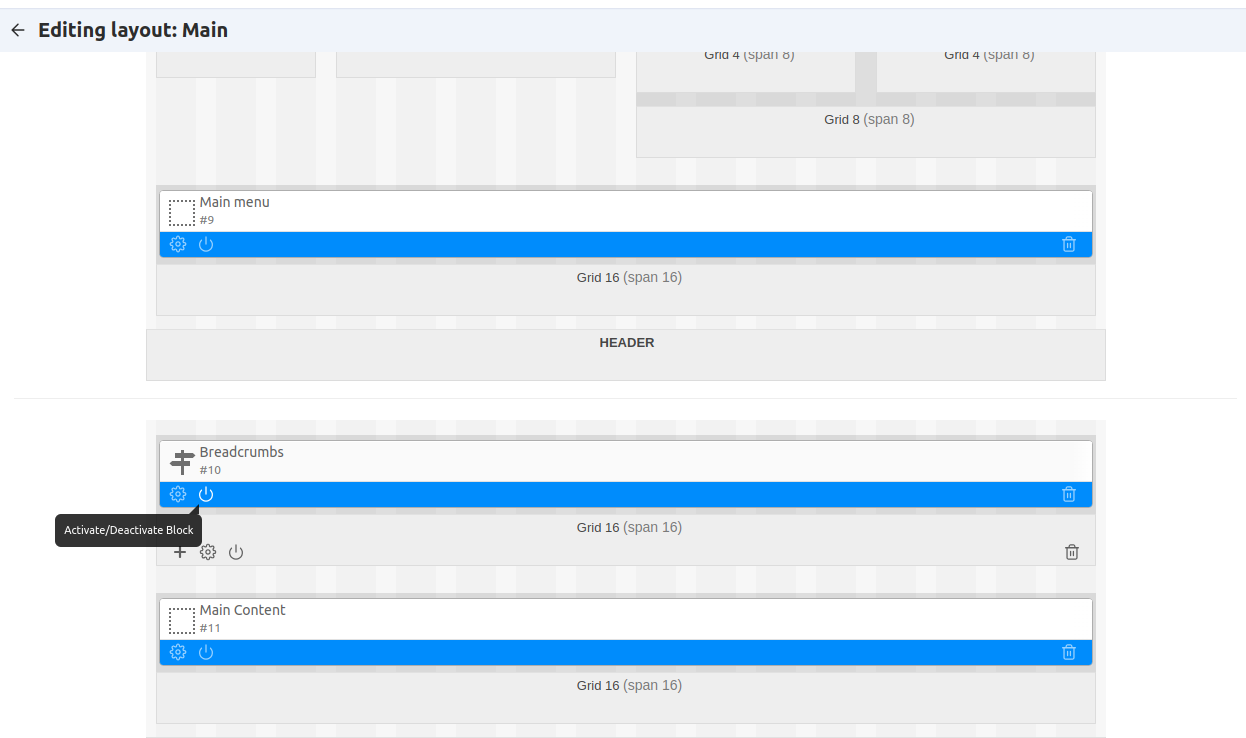 Editing layout: Main
Grid 4 (span 8)
Grid 4 (span 8)
Grid 8 (span 8)
Main menu
#9
Grid 16 (span 16)
HEADER
Breadcrumbs
#10
Activate/Deactivate Block
Grid 16 (span 16)
Main Content
#11
Grid 16 (span 16)